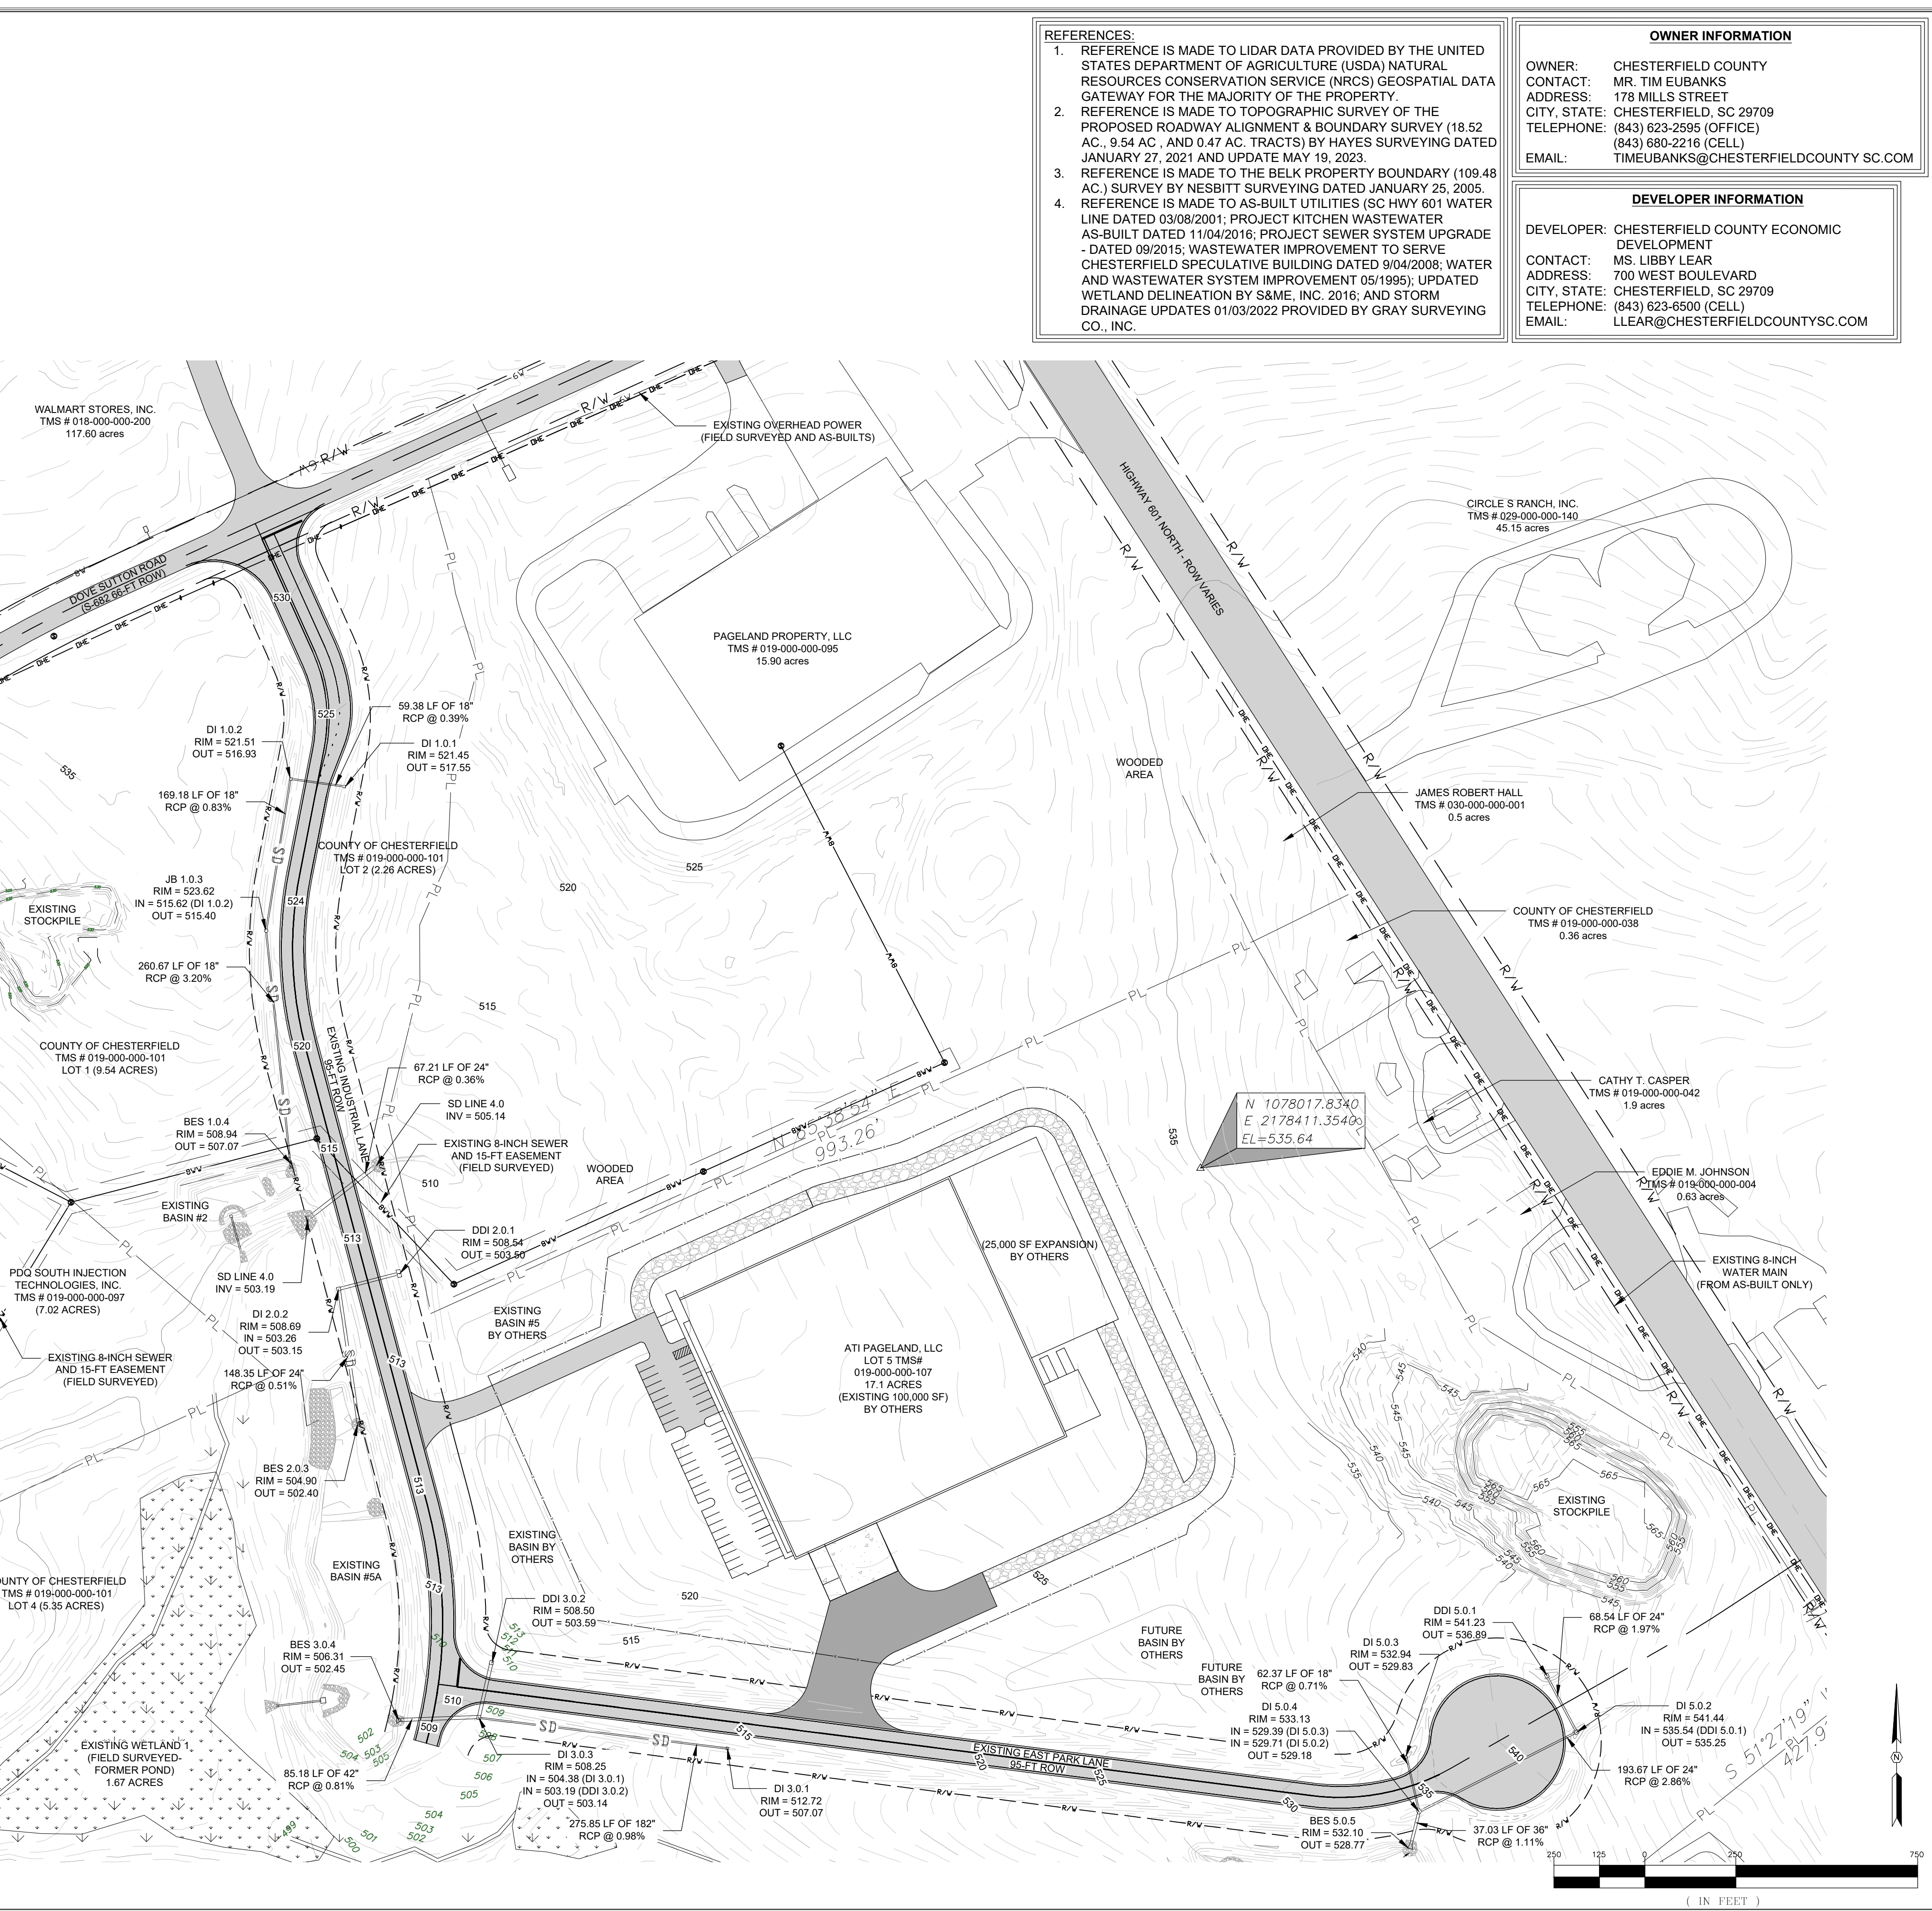 REFERENCES:
1. REFERENCE IS MADE TO LIDAR DATA PROVIDED BY THE UNITED
STATES DEPARTMENT OF AGRICULTURE (USDA) NATURAL
RESOURCES CONSERVATION SERVICE (NRCS) GEOSPATIAL DATA
GATEWAY FOR THE MAJORITY OF THE PROPERTY.
2. REFERENCE IS MADE TO TOPOGRAPHIC SURVEY OF THE
PROPOSED ROADWAY ALIGNMENT & BOUNDARY SURVEY (18.52
AC., 9.54 AC , AND 0.47 AC. TRACTS) BY HAYES SURVEYING DATED
JANUARY 27, 2021 AND UPDATE MAY 19, 2023.
3. REFERENCE IS MADE TO THE BELK PROPERTY BOUNDARY (109.48
AC.) SURVEY BY NESBITT SURVEYING DATED JANUARY 25, 2005.
4. REFERENCE IS MADE TO AS-BUILT UTILITIES (SC HWY 601 WATER
LINE DATED 03/08/2001; PROJECT KITCHEN WASTEWATER
AS-BUILT DATED 11/04/2016; PROJECT SEWER SYSTEM UPGRADE
- DATED 09/2015; WASTEWATER IMPROVEMENT TO SERVE
CHESTERFIELD SPECULATIVE BUILDING DATED 9/04/2008; WATER
AND WASTEWATER SYSTEM IMPROVEMENT 05/1995); UPDATED
WETLAND DELINEATION BY S&ME, INC. 2016; AND STORM
DRAINAGE UPDATES 01/03/2022 PROVIDED BY GRAY SURVEYING
CO., INC.
OWNER INFORMATION
OWNER: CHESTERFIELD COUNTY
CONTACT: MR. TIM EUBANKS
ADDRESS: 178 MILLS STREET
CITY, STATE: CHESTERFIELD, SC 29709
TELEPHONE: (843) 623-2595 (OFFICE)
(843) 680-2216 (CELL)
EMAIL: TIMEUBANKS@CHESTERFIELDCOUNTY SC.COM
DEVELOPER INFORMATION
DEVELOPER: CHESTERFIELD COUNTY ECONOMIC
DEVELOPMENT
CONTACT: MS. LIBBY LEAR
ADDRESS: 700 WEST BOULEVARD
CITY, STATE: CHESTERFIELD, SC 29709
TELEPHONE: (843) 623-6500 (CELL)
EMAIL: LLEAR@CHESTERFIELDCOUNTYSC.COM
WALMART STORES, INC.
TMS # 018-000-000-200
117.60 acres
EXISTING OVERHEAD POWER
(FIELD SURVEYED AND AS-BUILTS)
HIGHWAY 601 NORTH - ROW VARIES
CIRCLE S RANCH, INC.
TMS # 029-000-000-140
45.15 acres
DOVE SUTTON ROAD
(S-682 66-FT ROW)
530
PAGELAND PROPERTY, LLC
TMS # 019-000-000-095
15.90 acres
59.38 LF OF 18"
RCP @ 0.39%
525
DI 1.0.2
RIM = 521.51
OUT = 516.93
DI 1.0.1
RIM = 521.45
OUT = 517.55
535
WOODED
AREA
169.18 LF OF 18"
RCP @ 0.83%
JAMES ROBERT HALL
TMS # 030-000-000-001
0.5 acres
COUNTY OF CHESTERFIELD
TMS # 019-000-000-101
LOT 2 (2.26 ACRES)
525
520
JB 1.0.3
RIM = 523.62
IN = 515.62 (DI 1.0.2)
OUT = 515.40
524
EXISTING
STOCKPILE
COUNTY OF CHESTERFIELD
TMS # 019-000-000-038
0.36 acres
260.67 LF OF 18"
RCP @ 3.20%
515
COUNTY OF CHESTERFIELD
TMS # 019-000-000-101
LOT 1 (9.54 ACRES)
520
EXISTING INDUSTRIAL LANE
95-FT ROW
67.21 LF OF 24"
RCP @ 0.36%
SD LINE 4.0
INV = 505.14
CATHY T. CASPER
TMS # 019-000-000-042
1.9 acres
N 1078017.8340
E 2178411.3540
EL=535.64
BES 1.0.4
RIM = 508.94
OUT = 507.07
515
EXISTING 8-INCH SEWER
AND 15-FT EASEMENT
(FIELD SURVEYED)
N 65°38'54" E
993.26'
535
WOODED
AREA
510
EDDIE M. JOHNSON
TMS # 019-000-000-004
0.63 acres
EXISTING
BASIN #2
513
DDI 2.0.1
RIM = 508.54
OUT = 503.50
(25,000 SF EXPANSION)
BY OTHERS
PDQ SOUTH INJECTION
TECHNOLOGIES, INC.
TMS # 019-000-000-097
(7.02 ACRES)
SD LINE 4.0
INV = 503.19
EXISTING 8-INCH
WATER MAIN
(FROM AS-BUILT ONLY)
DI 2.0.2
RIM = 508.69
IN = 503.26
OUT = 503.15
EXISTING
BASIN #5
BY OTHERS
EXISTING 8-INCH SEWER
AND 15-FT EASEMENT
(FIELD SURVEYED)
148.35 LF OF 24"
RCP @ 0.51%
513
ATI PAGELAND, LLC
LOT 5 TMS#
019-000-000-107
17.1 ACRES
(EXISTING 100,000 SF)
BY OTHERS
BES 2.0.3
RIM = 504.90
OUT = 502.40
513
EXISTING
STOCKPILE
EXISTING
BASIN BY
OTHERS
EXISTING
BASIN #5A
COUNTY OF CHESTERFIELD
TMS # 019-000-000-101
LOT 4 (5.35 ACRES)
513
520
525
DDI 3.0.2
RIM = 508.50
OUT = 503.59
515
BES 3.0.4
RIM = 506.31
OUT = 502.45
FUTURE
BASIN BY
OTHERS
FUTURE
BASIN BY
OTHERS
DDI 5.0.1
RIM = 541.23
OUT = 536.89
68.54 LF OF 24"
RCP @ 1.97%
DI 5.0.3
RIM = 532.94
OUT = 529.83
62.37 LF OF 18"
RCP @ 0.71%
DI 5.0.4
RIM = 533.13
IN = 529.39 (DI 5.0.3)
IN = 529.71 (DI 5.0.2)
OUT = 529.18
DI 5.0.2
RIM = 541.44
IN = 535.54 (DDI 5.0.1)
OUT = 535.25
510
509
EXISTING WETLAND 1
(FIELD SURVEYED-
FORMER POND)
1.67 ACRES
85.18 LF OF 42"
RCP @ 0.81%
DI 3.0.3
RIM = 508.25
IN = 504.38 (DI 3.0.1)
IN = 503.19 (DDI 3.0.2)
OUT = 503.14
275.85 LF OF 182"
RCP @ 0.98%
DI 3.0.1
RIM = 512.72
OUT = 507.07
515
EXISTING EAST PARK LANE
95-FT ROW
520
525
530
535
540
193.67 LF OF 24"
RCP @ 2.86%
BES 5.0.5
RIM = 532.10
OUT = 528.77
37.03 LF OF 36"
RCP @ 1.11%
S 51°27'19"
427.9
N
250 125 0 250 750
( IN FEET )